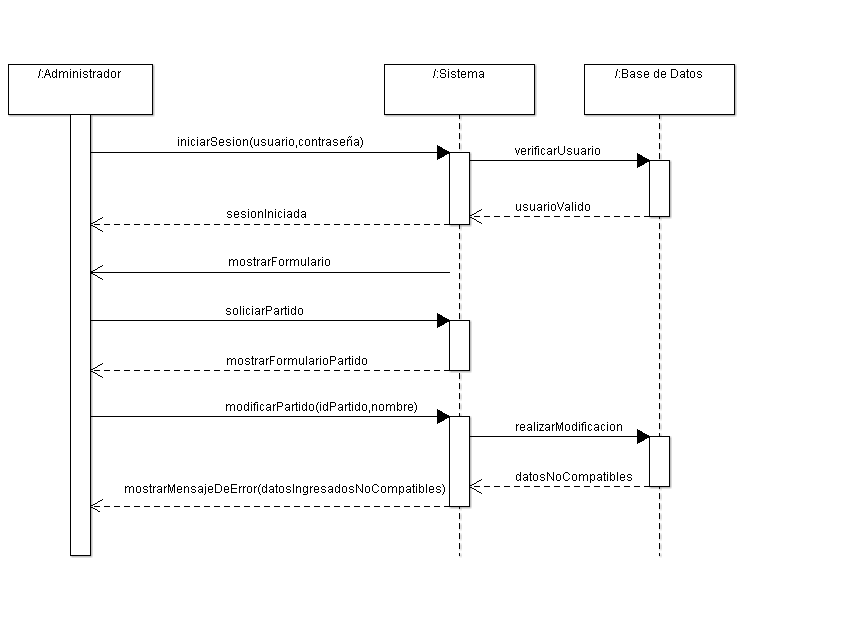 /:Administrador
/:Sistema
/:Base de Datos
iniciarSesion(usuario,contraseña)
verificarUsuario
usuarioValido
sesionIniciada
mostrarFormulario
soliciarPartido
mostrarFormularioPartido
modificarPartido(idPartido,nombre)
realizarModificacion
datosNoCompatibles
mostrarMensajeDeError(datosIngresadosNoCompatibles)